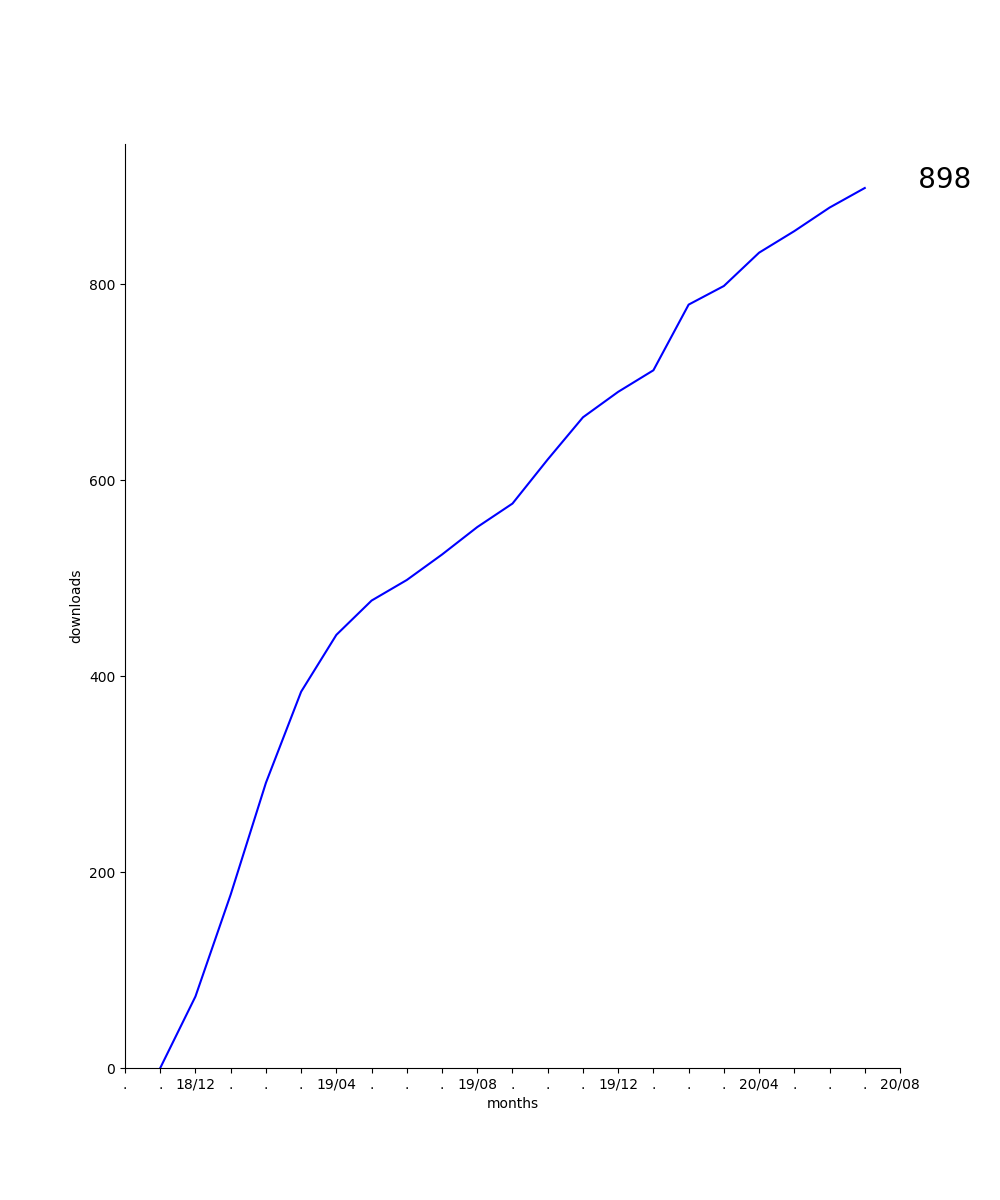 898
800
600
400
200
0
downloads
. . 18/12 . . . 19/04 . . . 19/08 . . . 19/12 . . . 20/04 . . . 20/08
months